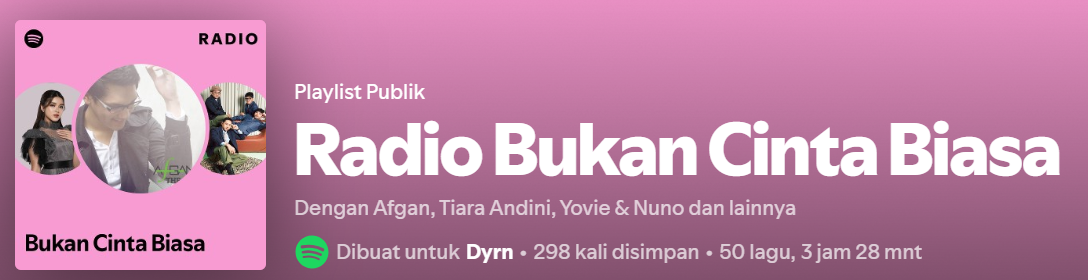 RADIO
Bukan Cinta Biasa
Playlist Publik
Radio Bukan Cinta Biasa
Dengan Afgan, Tiara Andini, Yovie & Nuno dan lainnya
Dibuat untuk Dyrn • 298 kali disimpan • 50 lagu, 3 jam 28 mnt